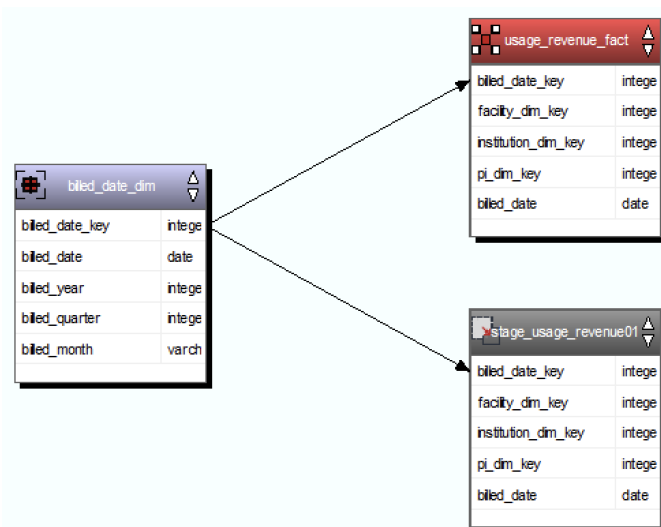 usage_revenue_fact
billed_date_key intege
facility_dim_key intege
institution_dim_key intege
pi_dim_key intege
billed_date date
billed_date_dim
billed_date_key intege
billed_date date
billed_year intege
billed_quarter intege
billed_month varch
stage_usage_revenue01
billed_date_key intege
facility_dim_key intege
institution_dim_key intege
pi_dim_key intege
billed_date date